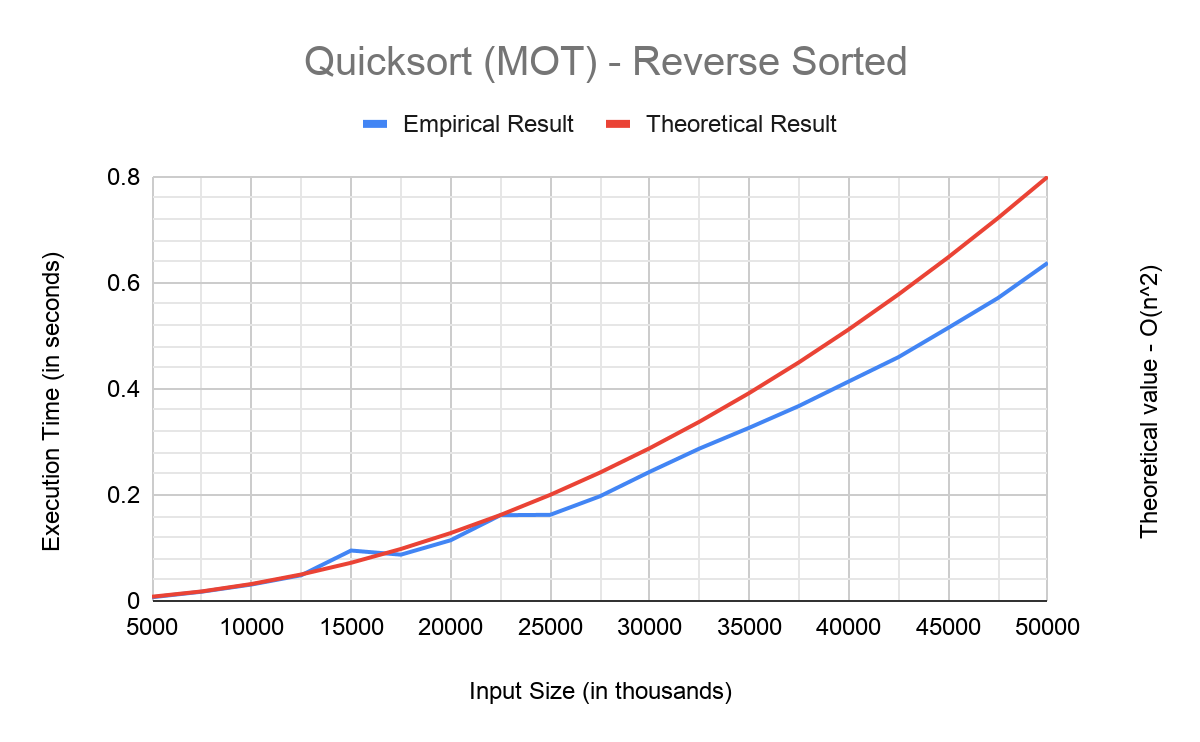 Quicksort (MOT) - Reverse Sorted
Empirical Result
Theoretical Result
Execution Time (in seconds)
0.8
0.6
0.4
0.2
0
5000 10000 15000 20000 25000 30000 35000 40000 45000 50000
Input Size (in thousands)
Theoretical value - O(n^2)